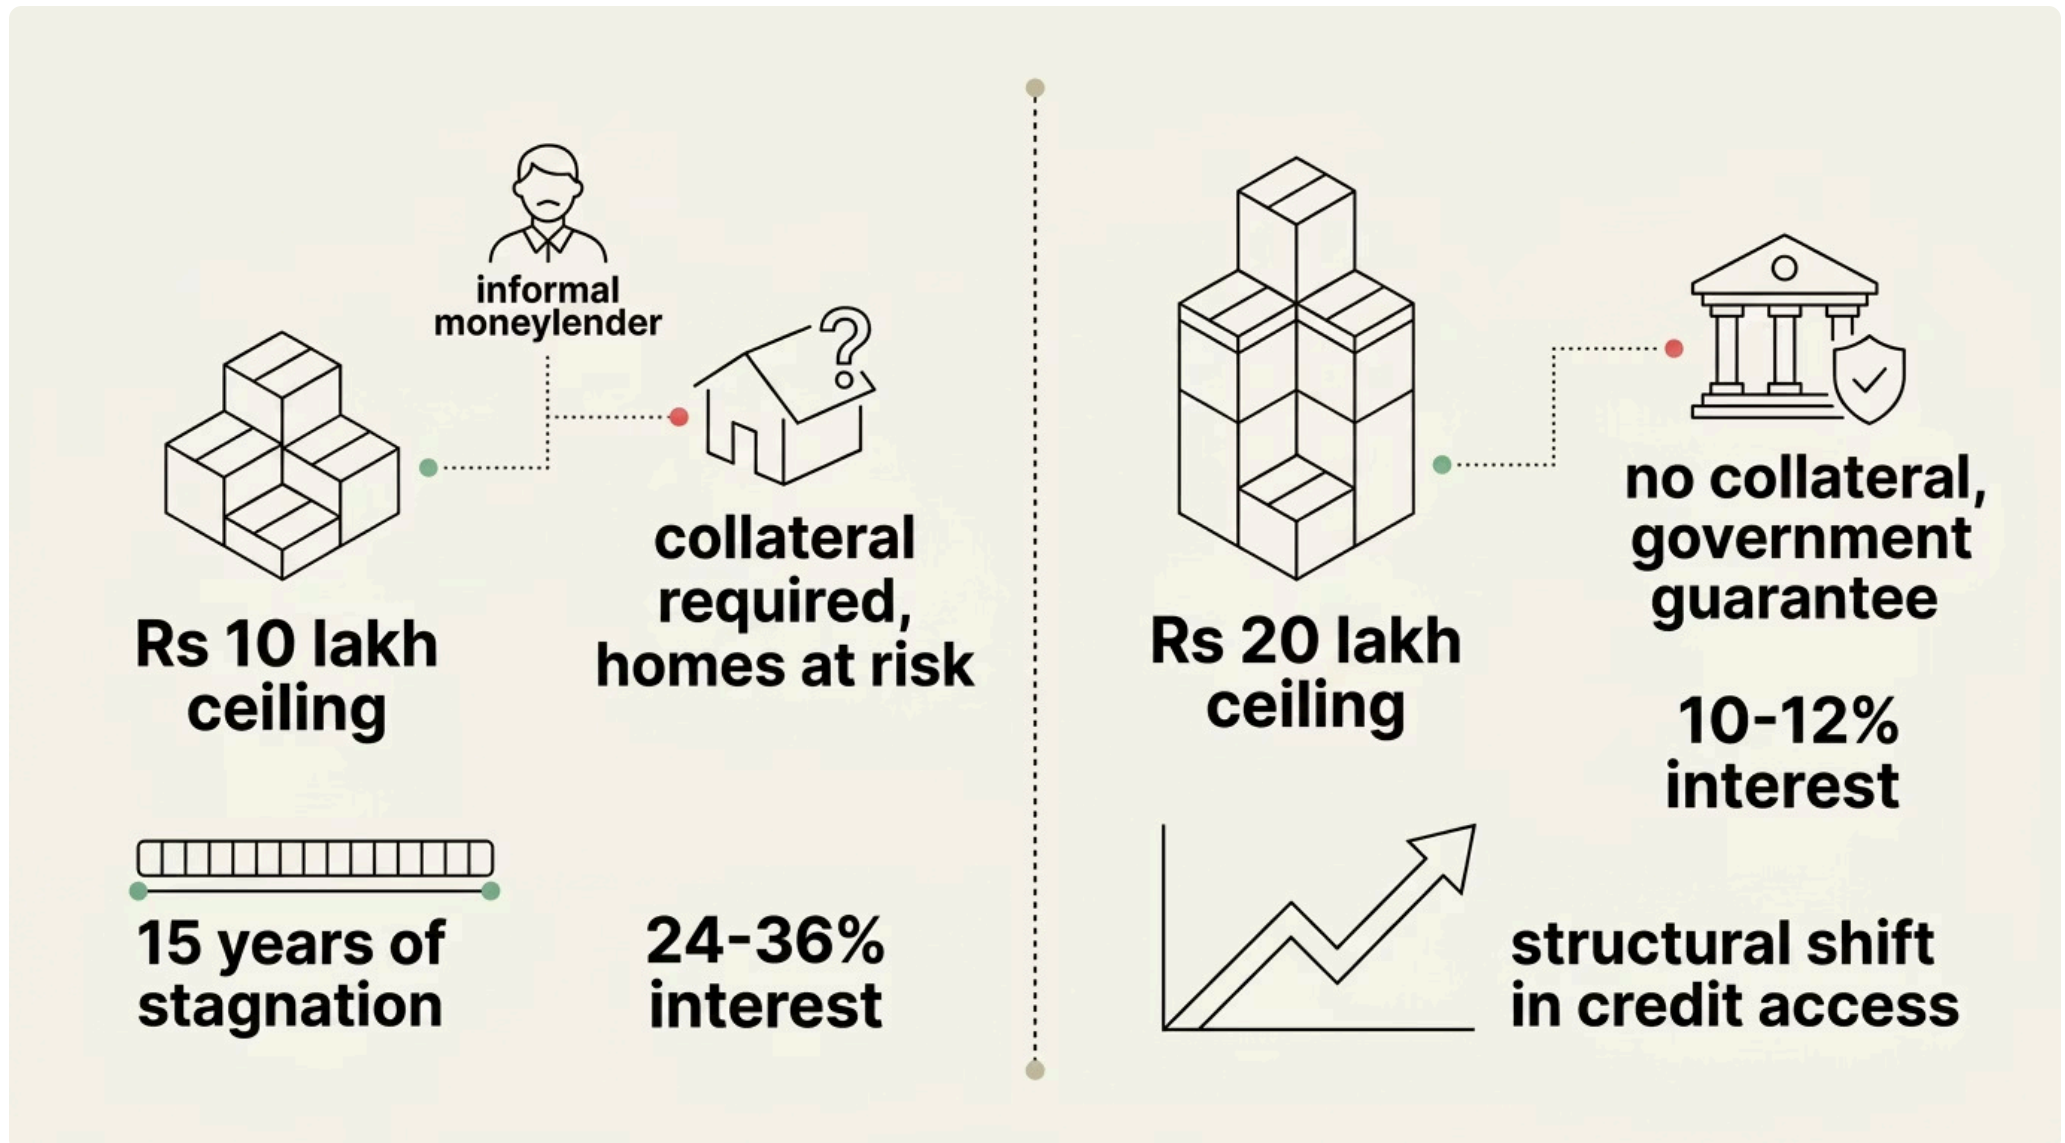 informal
moneylender
?
collateral
required,
homes at risk
Rs 10 lakh
ceiling
15 years of
stagnation
24-36%
interest
no collateral,
government
guarantee
Rs 20 lakh
ceiling
10-12%
interest
structural shift
in credit access